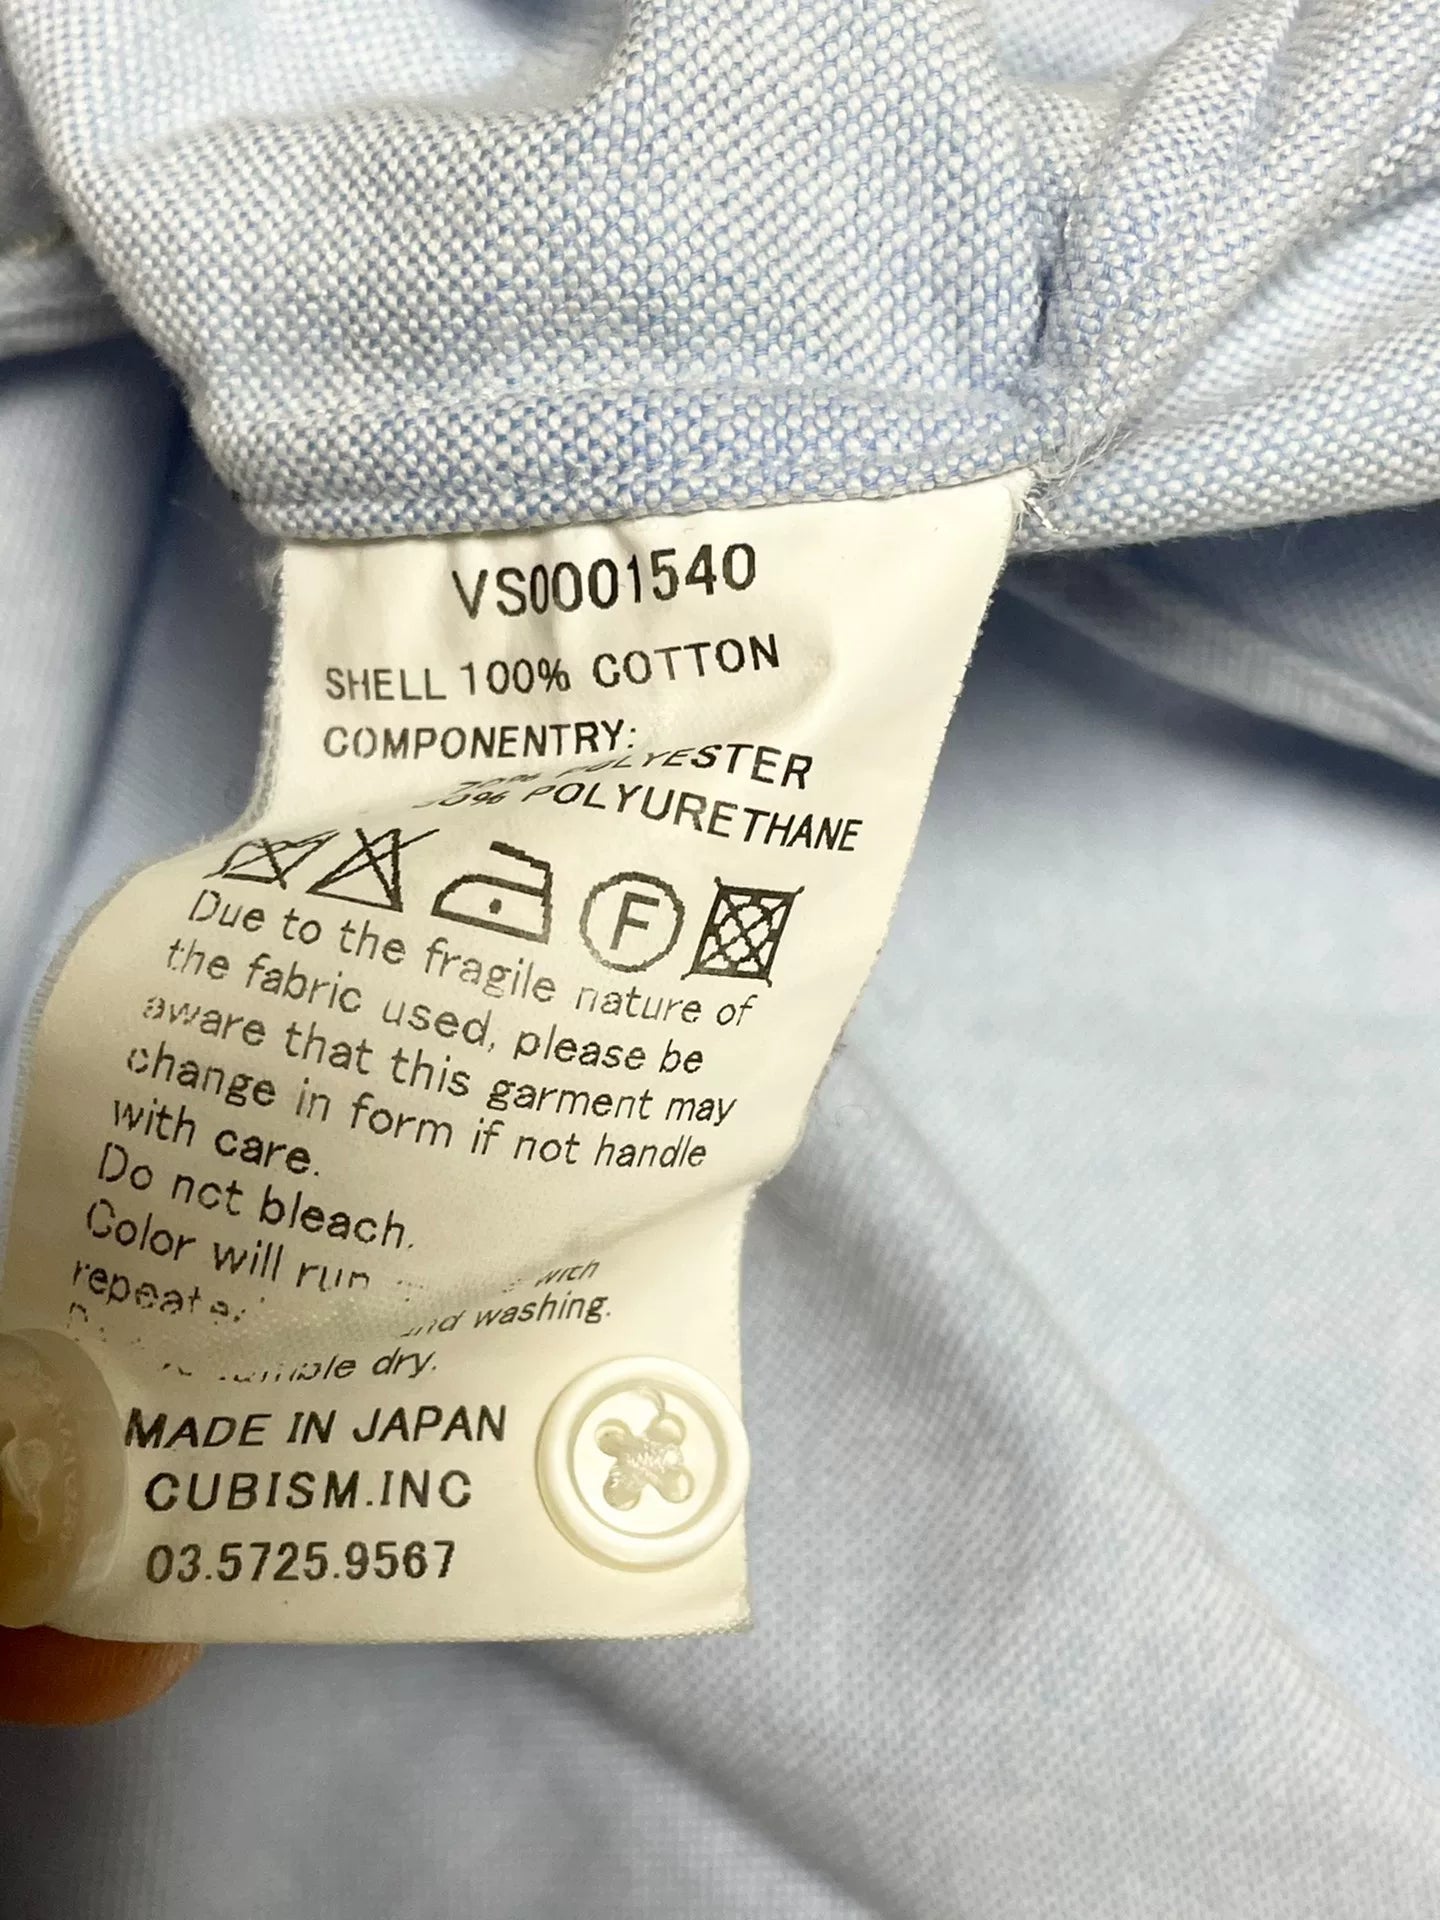 VS0001540
SHELL 100% COTTON
COMPONENTRY:
POLYESTER
POLYURETHANE
F
Due to the fragile nature of
the fabric used, please be
aware that this garment may
change in form if not handle
with care.
Do not bleach.
Color will run with
washing.
dry.
MADE IN JAPAN
CUBISM.INC
03.5725.9567